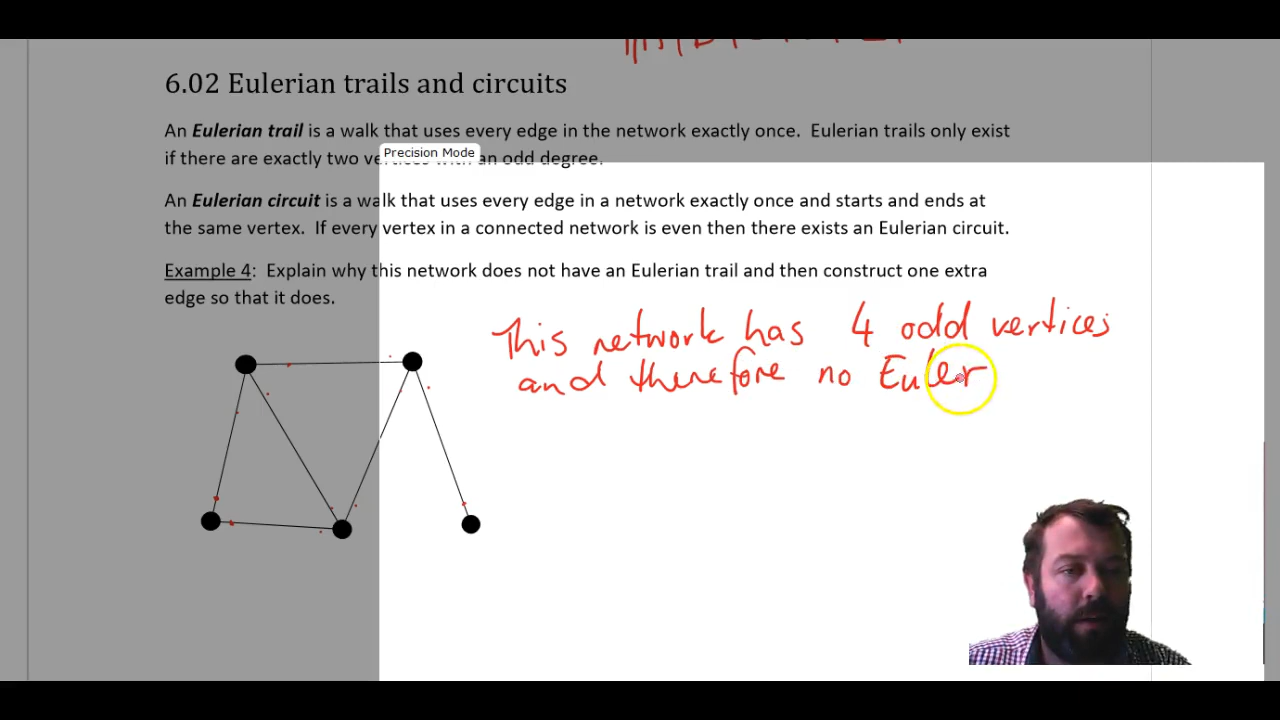 6.02 Eulerian trails and circuits
An Eulerian trail is a walk that uses every edge in the network exactly once. Eulerian trails only exist
if there are exactly two vertices with an odd degree.
Precision Mode
An Eulerian circuit is a walk that uses every edge in a network exactly once and starts and ends at
the same vertex. If every vertex in a connected network is even then there exists an Eulerian circuit.
Example 4: Explain why this network does not have an Eulerian trail and then construct one extra
edge so that it does.
This network has 4 odd vertices
and therefore no Euler